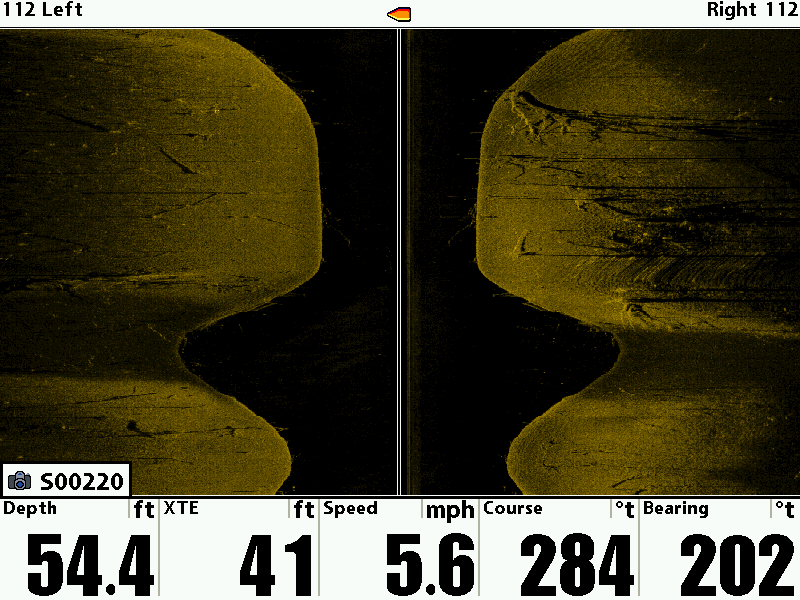 112 Left Right 112
S00220
Depth ft XTE ft Speed mph Course °t Bearing °t
54.4 41 5.6 284 202